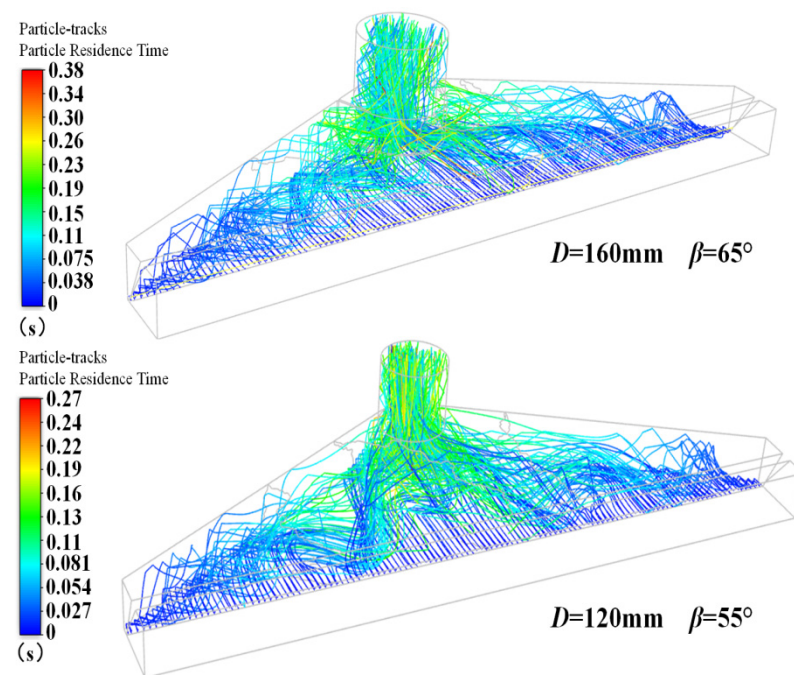 Particle-tracks
Particle Residence Time
0.38
0.34
0.30
0.26
0.23
0.19
0.15
0.11
0.075
0.038
0
(s)
D=160mm β=65°
Particle-tracks
Particle Residence Time
0.27
0.24
0.22
0.19
0.16
0.13
0.11
0.081
0.054
0.027
0
(s)
D=120mm β=55°